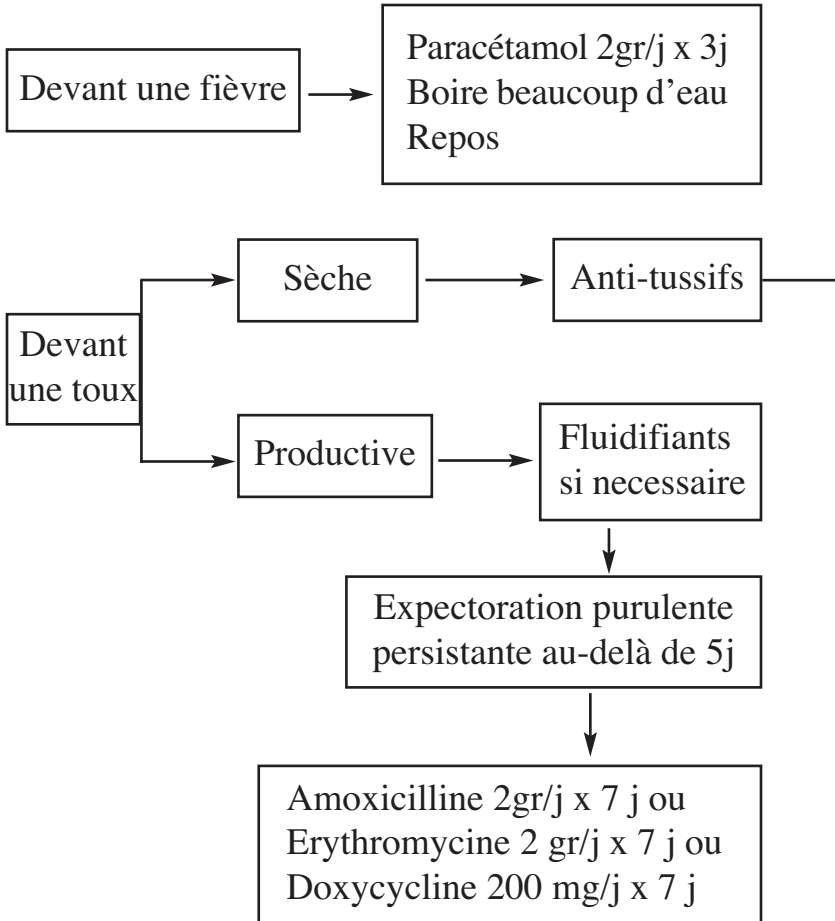 Devant une fièvre
Paracétamol 2gr/j x 3j
Boire beaucoup d'eau
Repos
Devant
une toux
Sèche
Anti-tussifs
Productive
Fluidifiants
si necessaire
Expectoration purulente
persistante au-delà de 5j
Amoxicilline 2gr/j x 7 j ou
Erythromycine 2 gr/j x 7 j ou
Doxycycline 200 mg/j x 7 j